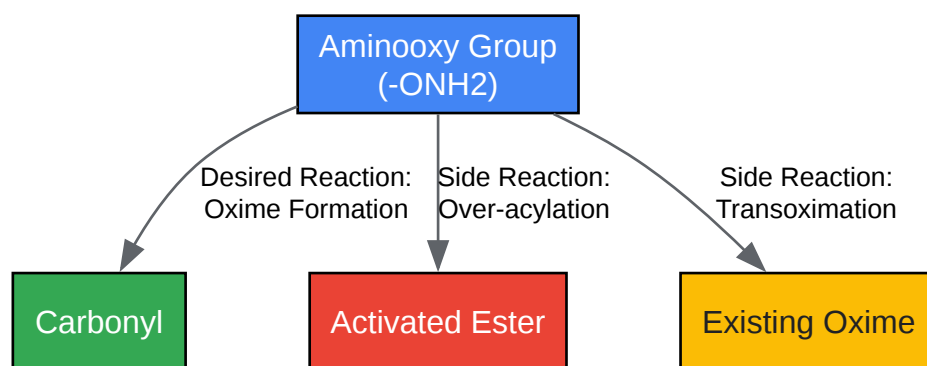 Aminooxy Group
(-ONH2)
Desired Reaction:
Oxime Formation
Side Reaction:
Over-acylation
Side Reaction:
Transoximation
Carbonyl
Activated Ester
Existing Oxime